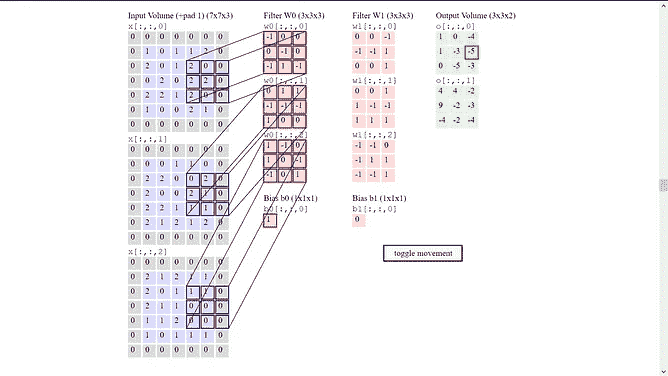 Input Volume (+pad 1) (7x7x3)
x[:,:,0]
0 0 0 0 0 0 0
0 1 0 1 1 2 0
0 0 2 1 2 0 0
0 0 2 0 2 2 0
0 2 2 1 2 0 0
0 1 0 0 2 1 0
0 0 0 0 0 0 0
x[:,:,1]
0 0 0 0 0 0 0
0 0 0 1 1 0 0
0 2 2 0 0 2 0
0 2 0 0 2 1 0
0 2 2 1 1 1 0
0 2 1 2 1 2 0
0 0 0 0 0 0 0
x[:,:,2]
0 0 0 0 0 0 0
0 2 1 2 1 1 0
0 2 0 1 1 1 0
0 2 1 1 0 0 0
0 1 1 2 0 0 0
0 1 0 1 1 1 0
0 0 0 0 0 0 0
Filter W0 (3x3x3)
w0[:,:,0]
-1 0 0
0 -1 0
-1 1 -1
w0[:,:,1]
0 1 1
-1 -1 -1
1 0 0
w0[:,:,2]
1 -1 0
1 0 -1
-1 0 1
Bias b0 (1x1x1)
b0[:,:,0]
1
Filter W1 (3x3x3)
w1[:,:,0]
0 0 -1
-1 -1 1
0 0 1
w1[:,:,1]
0 0 1
1 -1 -1
1 1 1
w1[:,:,2]
-1 -1 0
-1 1 1
-1 -1 1
Bias b1 (1x1x1)
b1[:,:,0]
0
Output Volume (3x3x2)
o[:,:,0]
1 0 -4
1 -3 -5
0 -5 -3
o[:,:,1]
4 4 -2
9 -2 -3
-4 -2 -4
toggle movement